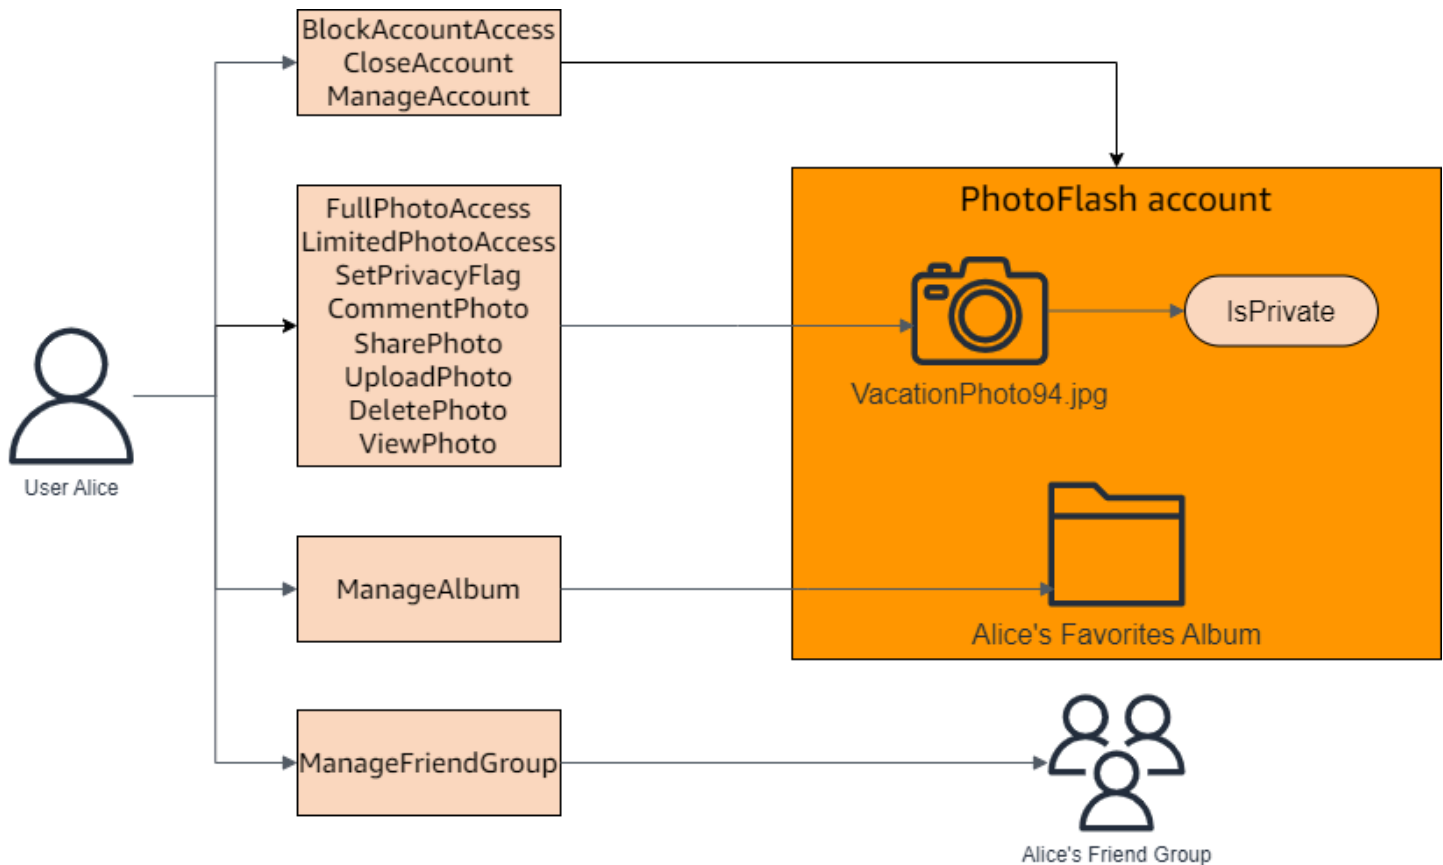 BlockAccountAccess
CloseAccount
ManageAccount
PhotoFlash account
FullPhotoAccess
LimitedPhotoAccess
SetPrivacyFlag
CommentPhoto
SharePhoto
UploadPhoto
DeletePhoto
ViewPhoto
IsPrivate
VacationPhoto94.jpg
User Alice
ManageAlbum
Alice's Favorites Album
ManageFriendGroup
Alice's Friend Group